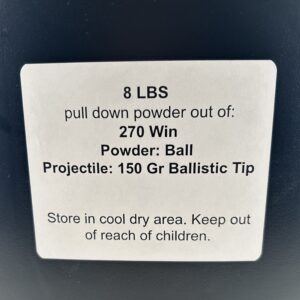 8 LBS
pull down powder out of:
270 Win
Powder: Ball
Projectile: 150 Gr Ballistic Tip
Store in cool dry area. Keep out
of reach of children.